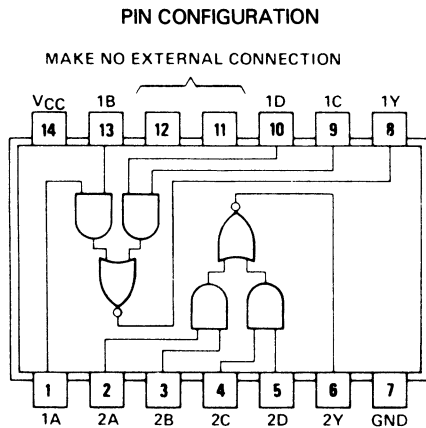 PIN CONFIGURATION
MAKE NO EXTERNAL CONNECTION
VCC 1B 1D 1C 1Y
14 13 12 11 10 9 8
1 2 3 4 5 6 7
1A 2A 2B 2C 2D 2Y GND